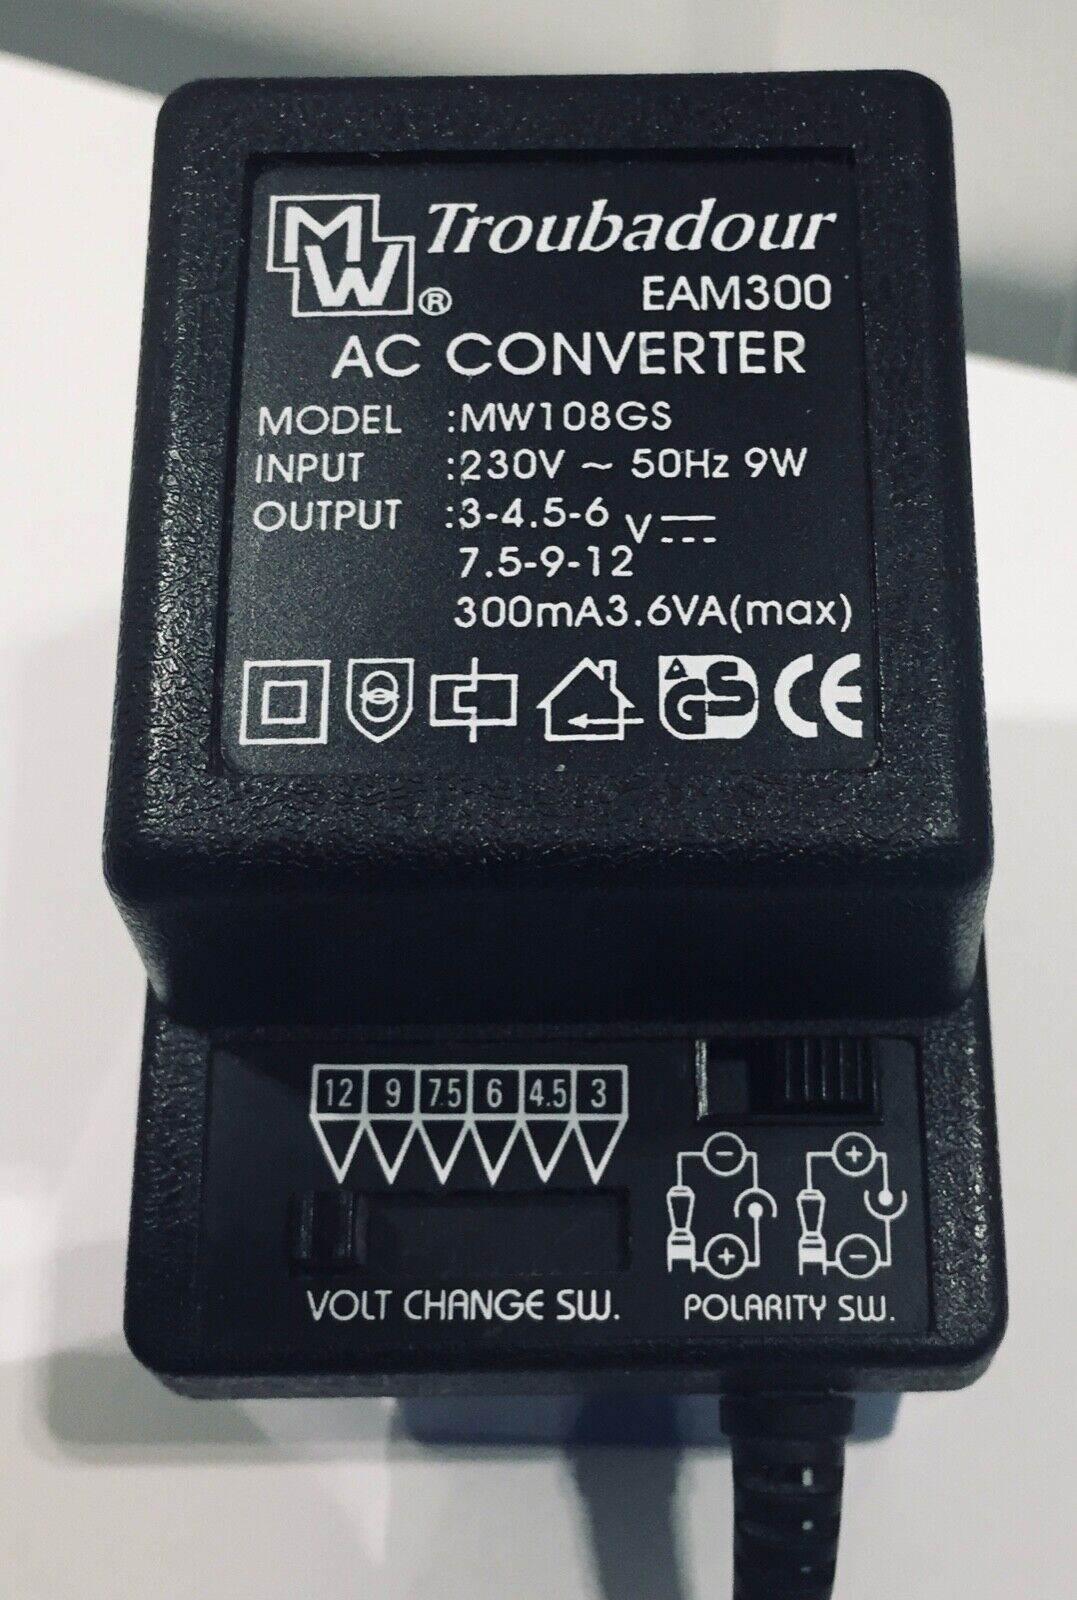 MW® Troubadour
EAM300
AC CONVERTER
MODEL :MW108GS
INPUT :230V ~ 50Hz 9W
OUTPUT :3-4.5-6 V
7.5-9-12
300mA3.6VA(max)
GS CE
12 9 7.5 6 4.5 3
- +
+ -
VOLT CHANGE SW. POLARITY SW.